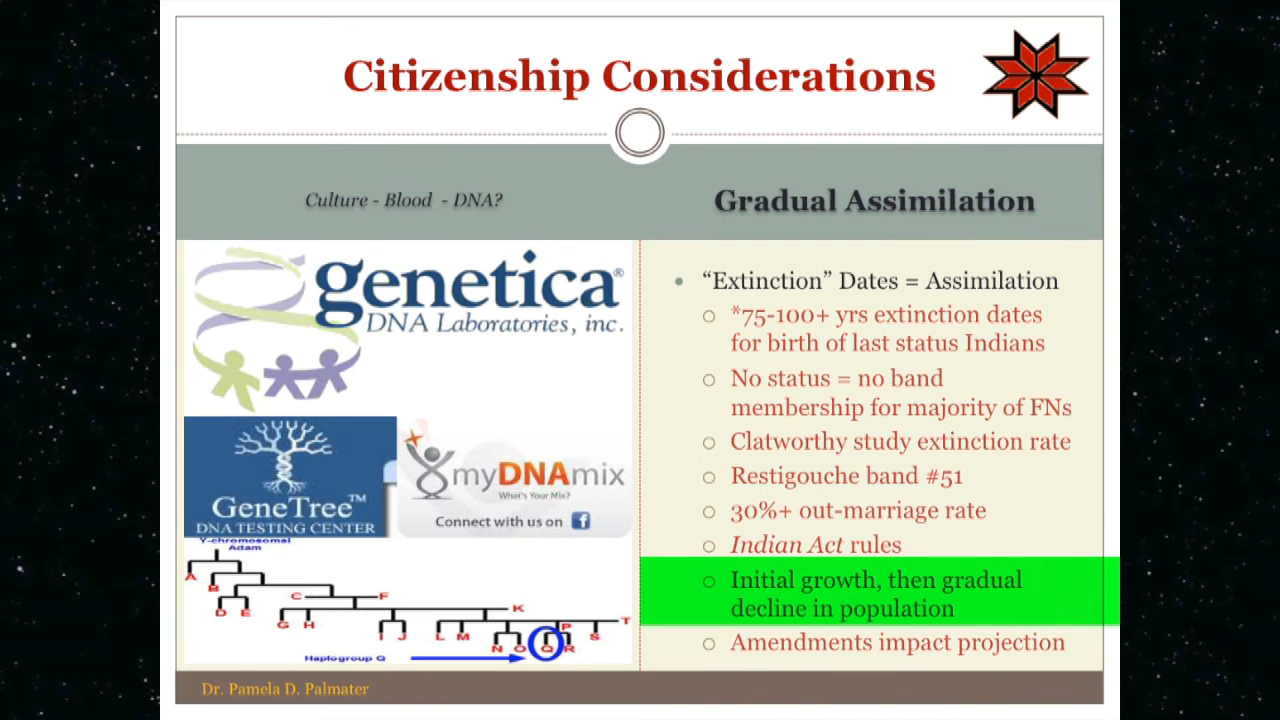 Citizenship Considerations
Culture - Blood - DNA?
Gradual Assimilation
genetica®
DNA Laboratories, inc.
GeneTree™
DNA TESTING CENTER
myDNAmix
What's Your Mix?
Connect with us on f
Y-chromosomal
Adam
A
B
C F
D E
G H
K
I J
L M
T
P
S
N O Q R
Haplogroup Q
• “Extinction” Dates = Assimilation
○ *75-100+ yrs extinction dates
for birth of last status Indians
○ No status = no band
membership for majority of FNs
○ Clatworthy study extinction rate
○ Restigouche band #51
○ 30%+ out-marriage rate
○ Indian Act rules
○ Initial growth, then gradual
decline in population
○ Amendments impact projection
Dr. Pamela D. Palmater